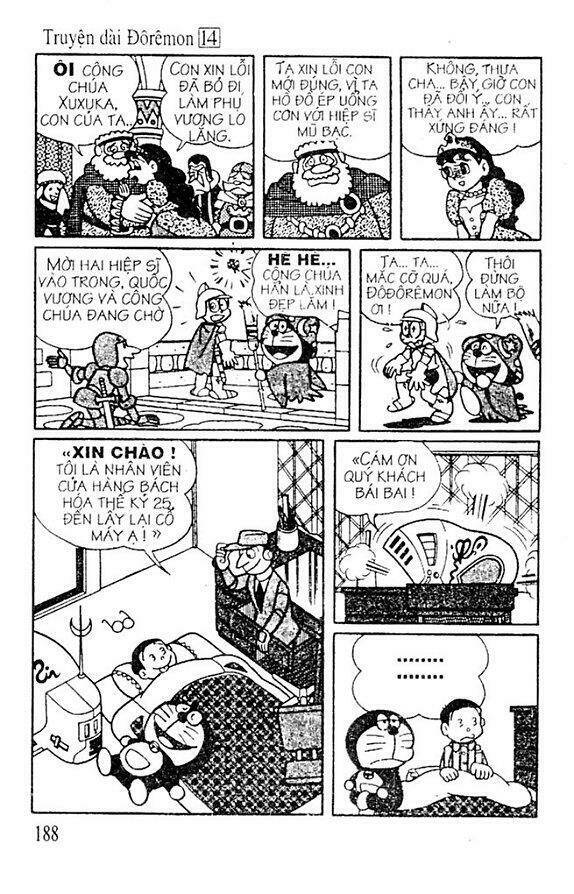 Truyện dài Đôrêmon 14
ÔI CÔNG
CHÚA
XUXUKA,
CON CỦA TA...
CON XIN LỖI
ĐÃ BỎ ĐI,
LÀM PHỤ
VƯƠNG LO
LẮNG.
TA XIN LỖI CON
MỚI ĐÚNG, VÌ TA
HỒ ĐỒ ÉP UỔNG
CON VỚI HIỆP SĨ
MŨ BẠC.
KHÔNG, THƯA
CHA... BÂY GIỜ CON
ĐÃ ĐỔI Ý... CON
THẤY ANH ẤY... RẤT
XỨNG ĐÁNG !
MỜI HAI HIỆP SĨ
VÀO TRONG, QUỐC
VƯƠNG VÀ CÔNG
CHÚA ĐANG CHỜ
HÊ HÊ...
CÔNG CHÚA
HẲN LÀ XINH
ĐẸP LẮM !
TA... TA...
MẮC CỠ QUÁ,
ĐÔĐÔRÊMON
ƠI !
THÔI
ĐỪNG
LÀM BỘ
NỮA !
«XIN CHÀO !
TÔI LÀ NHÂN VIÊN
CỬA HÀNG BÁCH
HÓA THẾ KỶ 25,
ĐẾN LẤY LẠI CỖ
MÁY Ạ ! »
«CÁM ƠN
QUÝ KHÁCH
BÁI BAI !
........
........
188